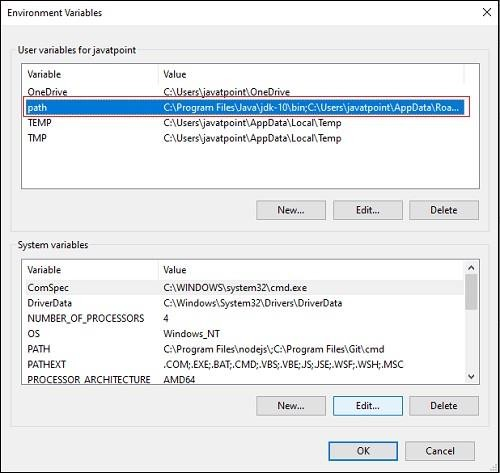 Environment Variables
User variables for javatpoint
Variable Value
OneDrive C:\Users\javatpoint\OneDrive
path C:\Program Files\Java\jdk-10\bin;C:\Users\javatpoint\AppData\Roa...
TEMP C:\Users\javatpoint\AppData\Local\Temp
TMP C:\Users\javatpoint\AppData\Local\Temp
New... Edit... Delete
System variables
Variable Value
ComSpec C:\WINDOWS\system32\cmd.exe
DriverData C:\Windows\System32\Drivers\DriverData
NUMBER_OF_PROCESSORS 4
OS Windows_NT
PATH C:\Program Files\nodejs\;C:\Program Files\Git\cmd
PATHEXT .COM;.EXE;.BAT;.CMD;.VBS;.VBE;.JS;.JSE;.WSF;.WSH;.MSC
PROCESSOR_ARCHITECTURE AMD64
New... Edit... Delete
OK Cancel